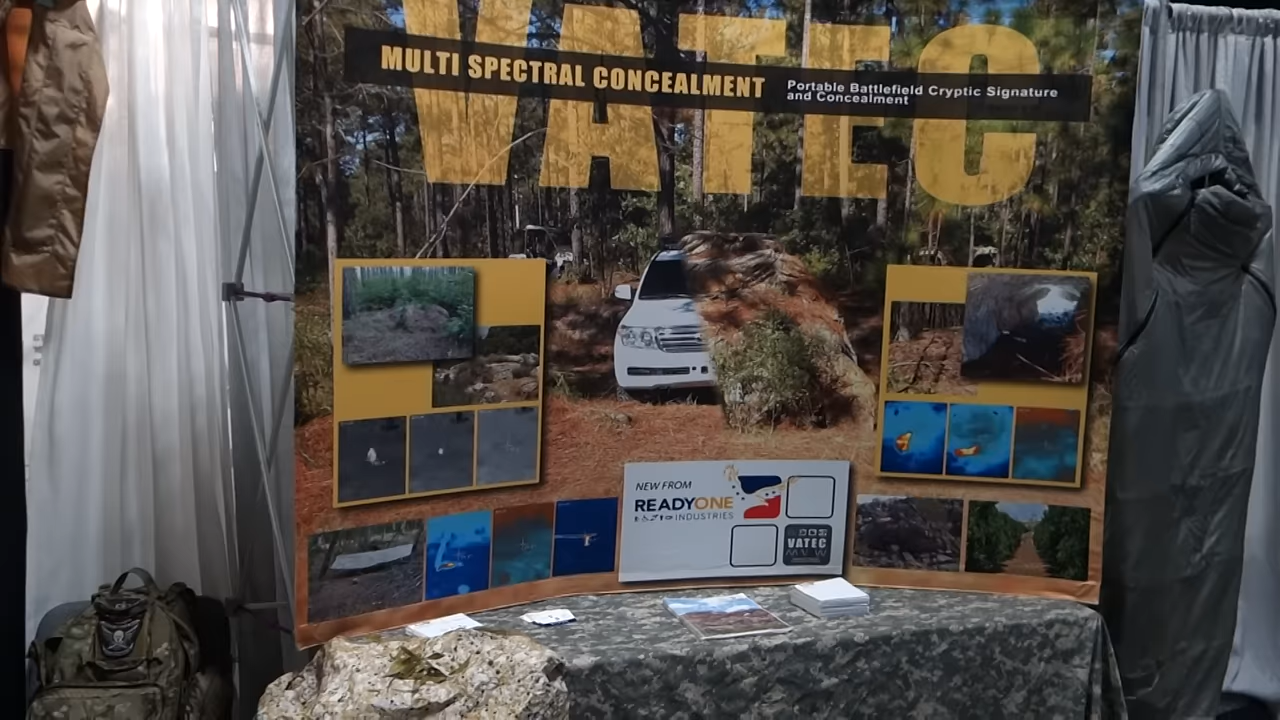 VATEC
MULTI SPECTRAL CONCEALMENT
Portable Battlefield Cryptic Signature
and Concealment
NEW FROM
READYONE
INDUSTRIES
VATEC